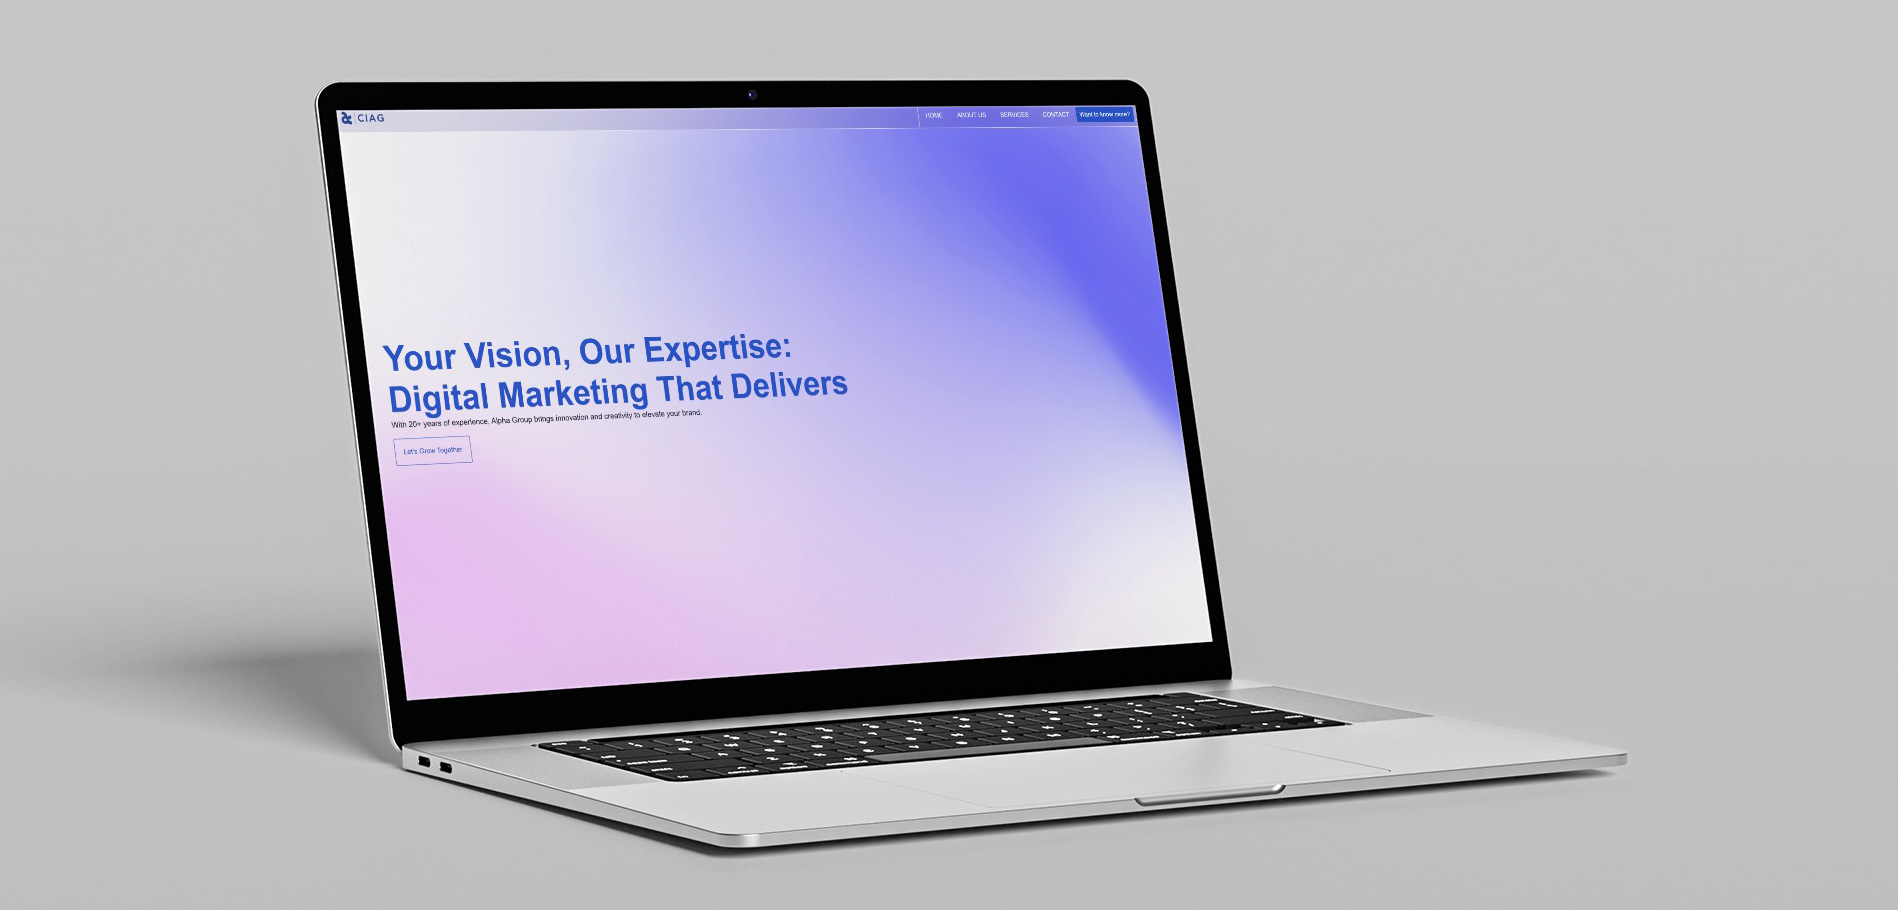 CIAG
HOME ABOUT US SERVICES CONTACT Want to know more?
Your Vision, Our Expertise:
Digital Marketing That Delivers
With 20+ years of experience. Alpha Group brings innovation and creativity to elevate your brand.
Let's Grow Together